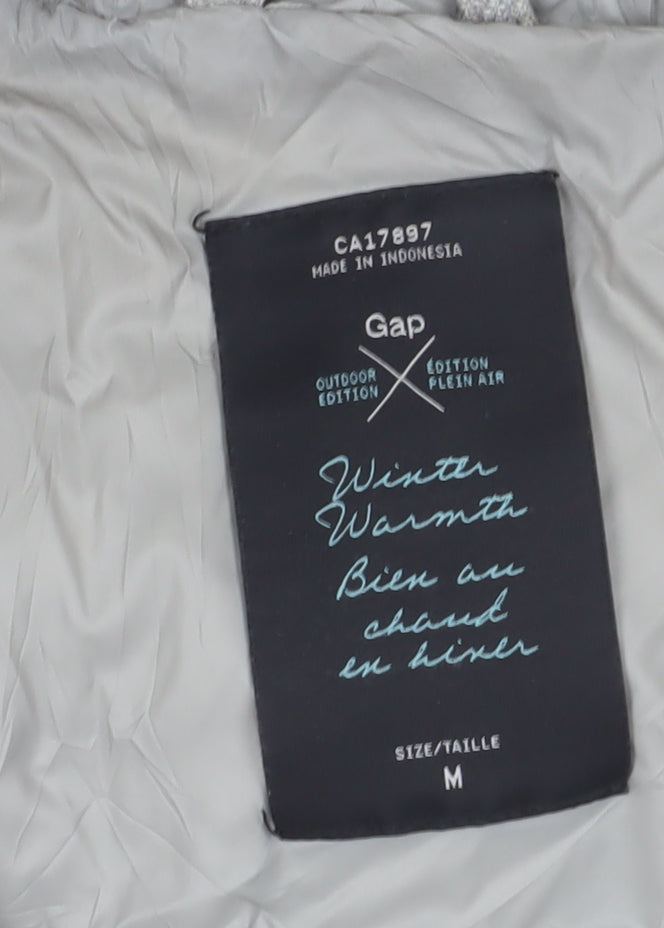 CA17897
MADE IN INDONESIA
Gap
OUTDOOR EDITION
ÉDITION PLEIN AIR
Winter
Warmth
Bien au
chaud
en hiver
SIZE/TAILLE
M